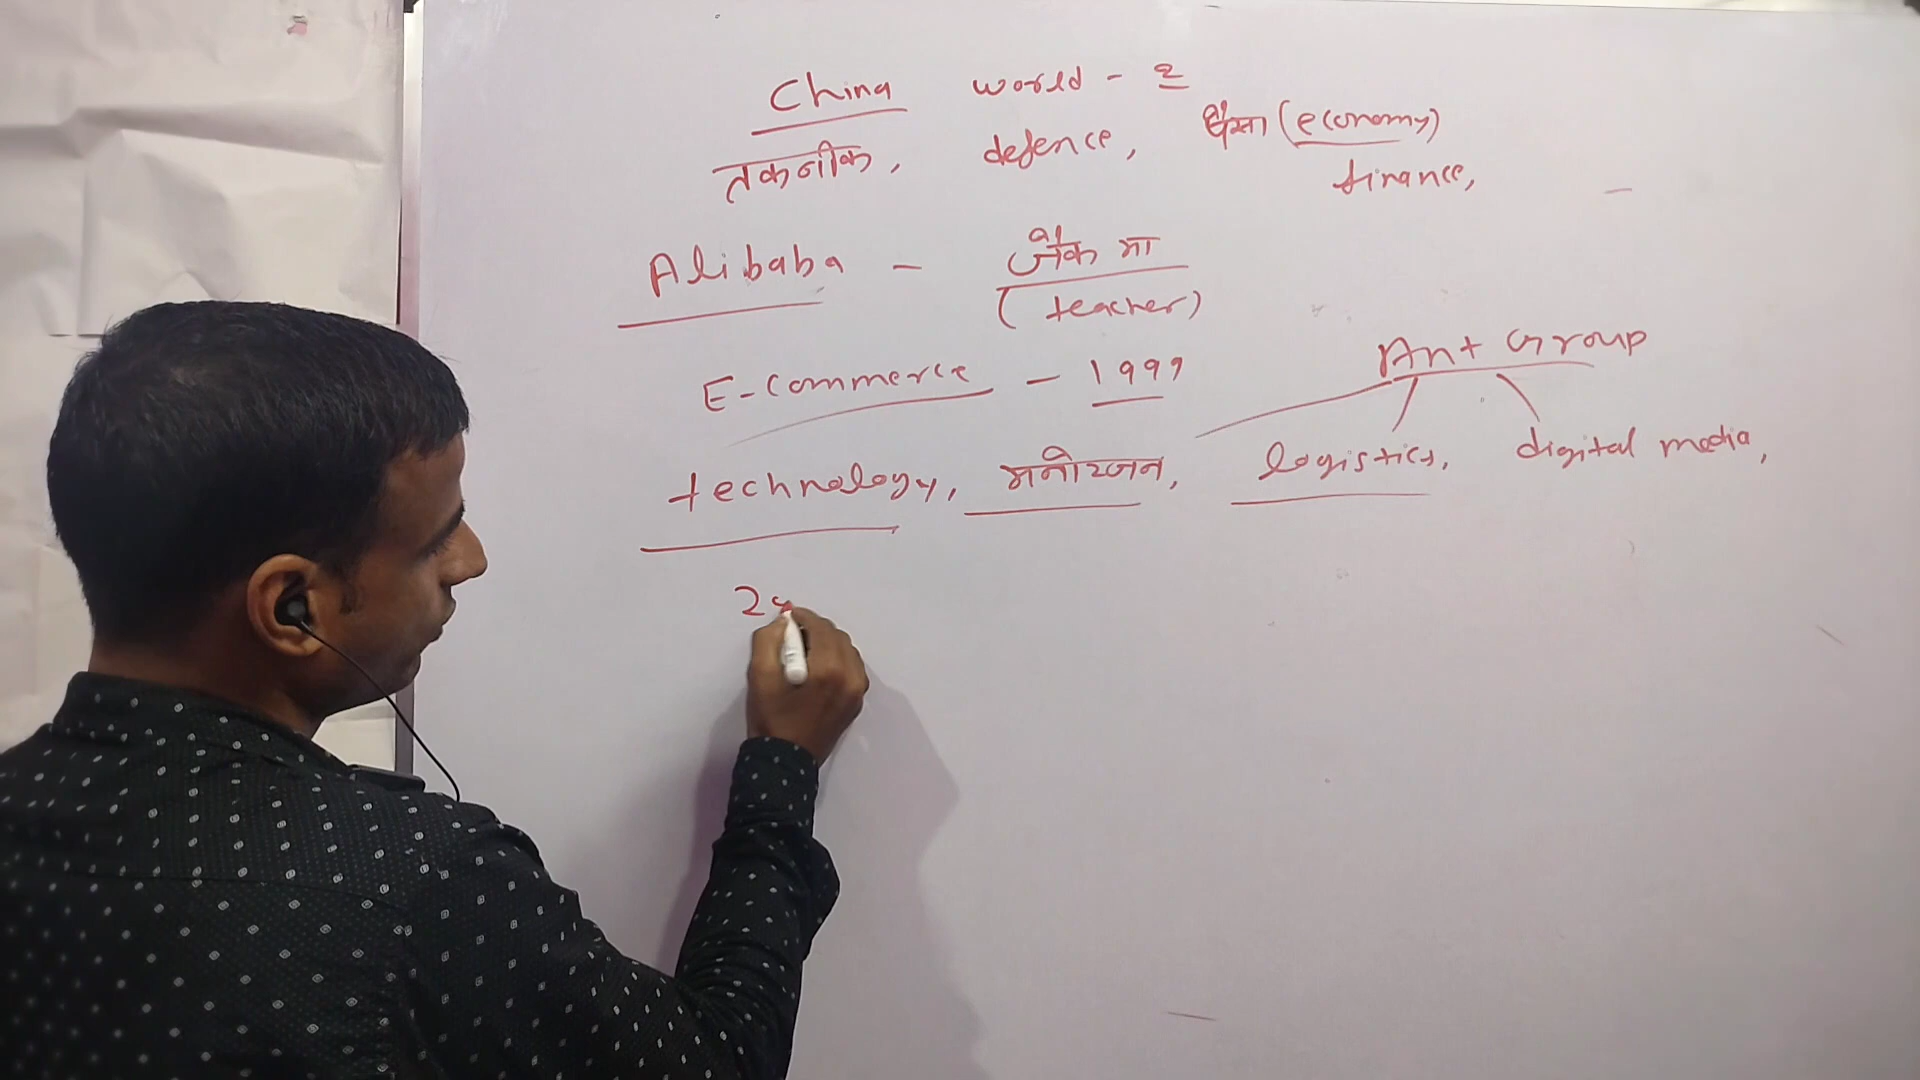 China world - 2
तकनीक, defence, पैसा (economy)
finance,
Alibaba - जैक मा
(teacher)
Ant Group
E-commerce - 1999
technology, मनोरंजन, logistics, digital media,
2